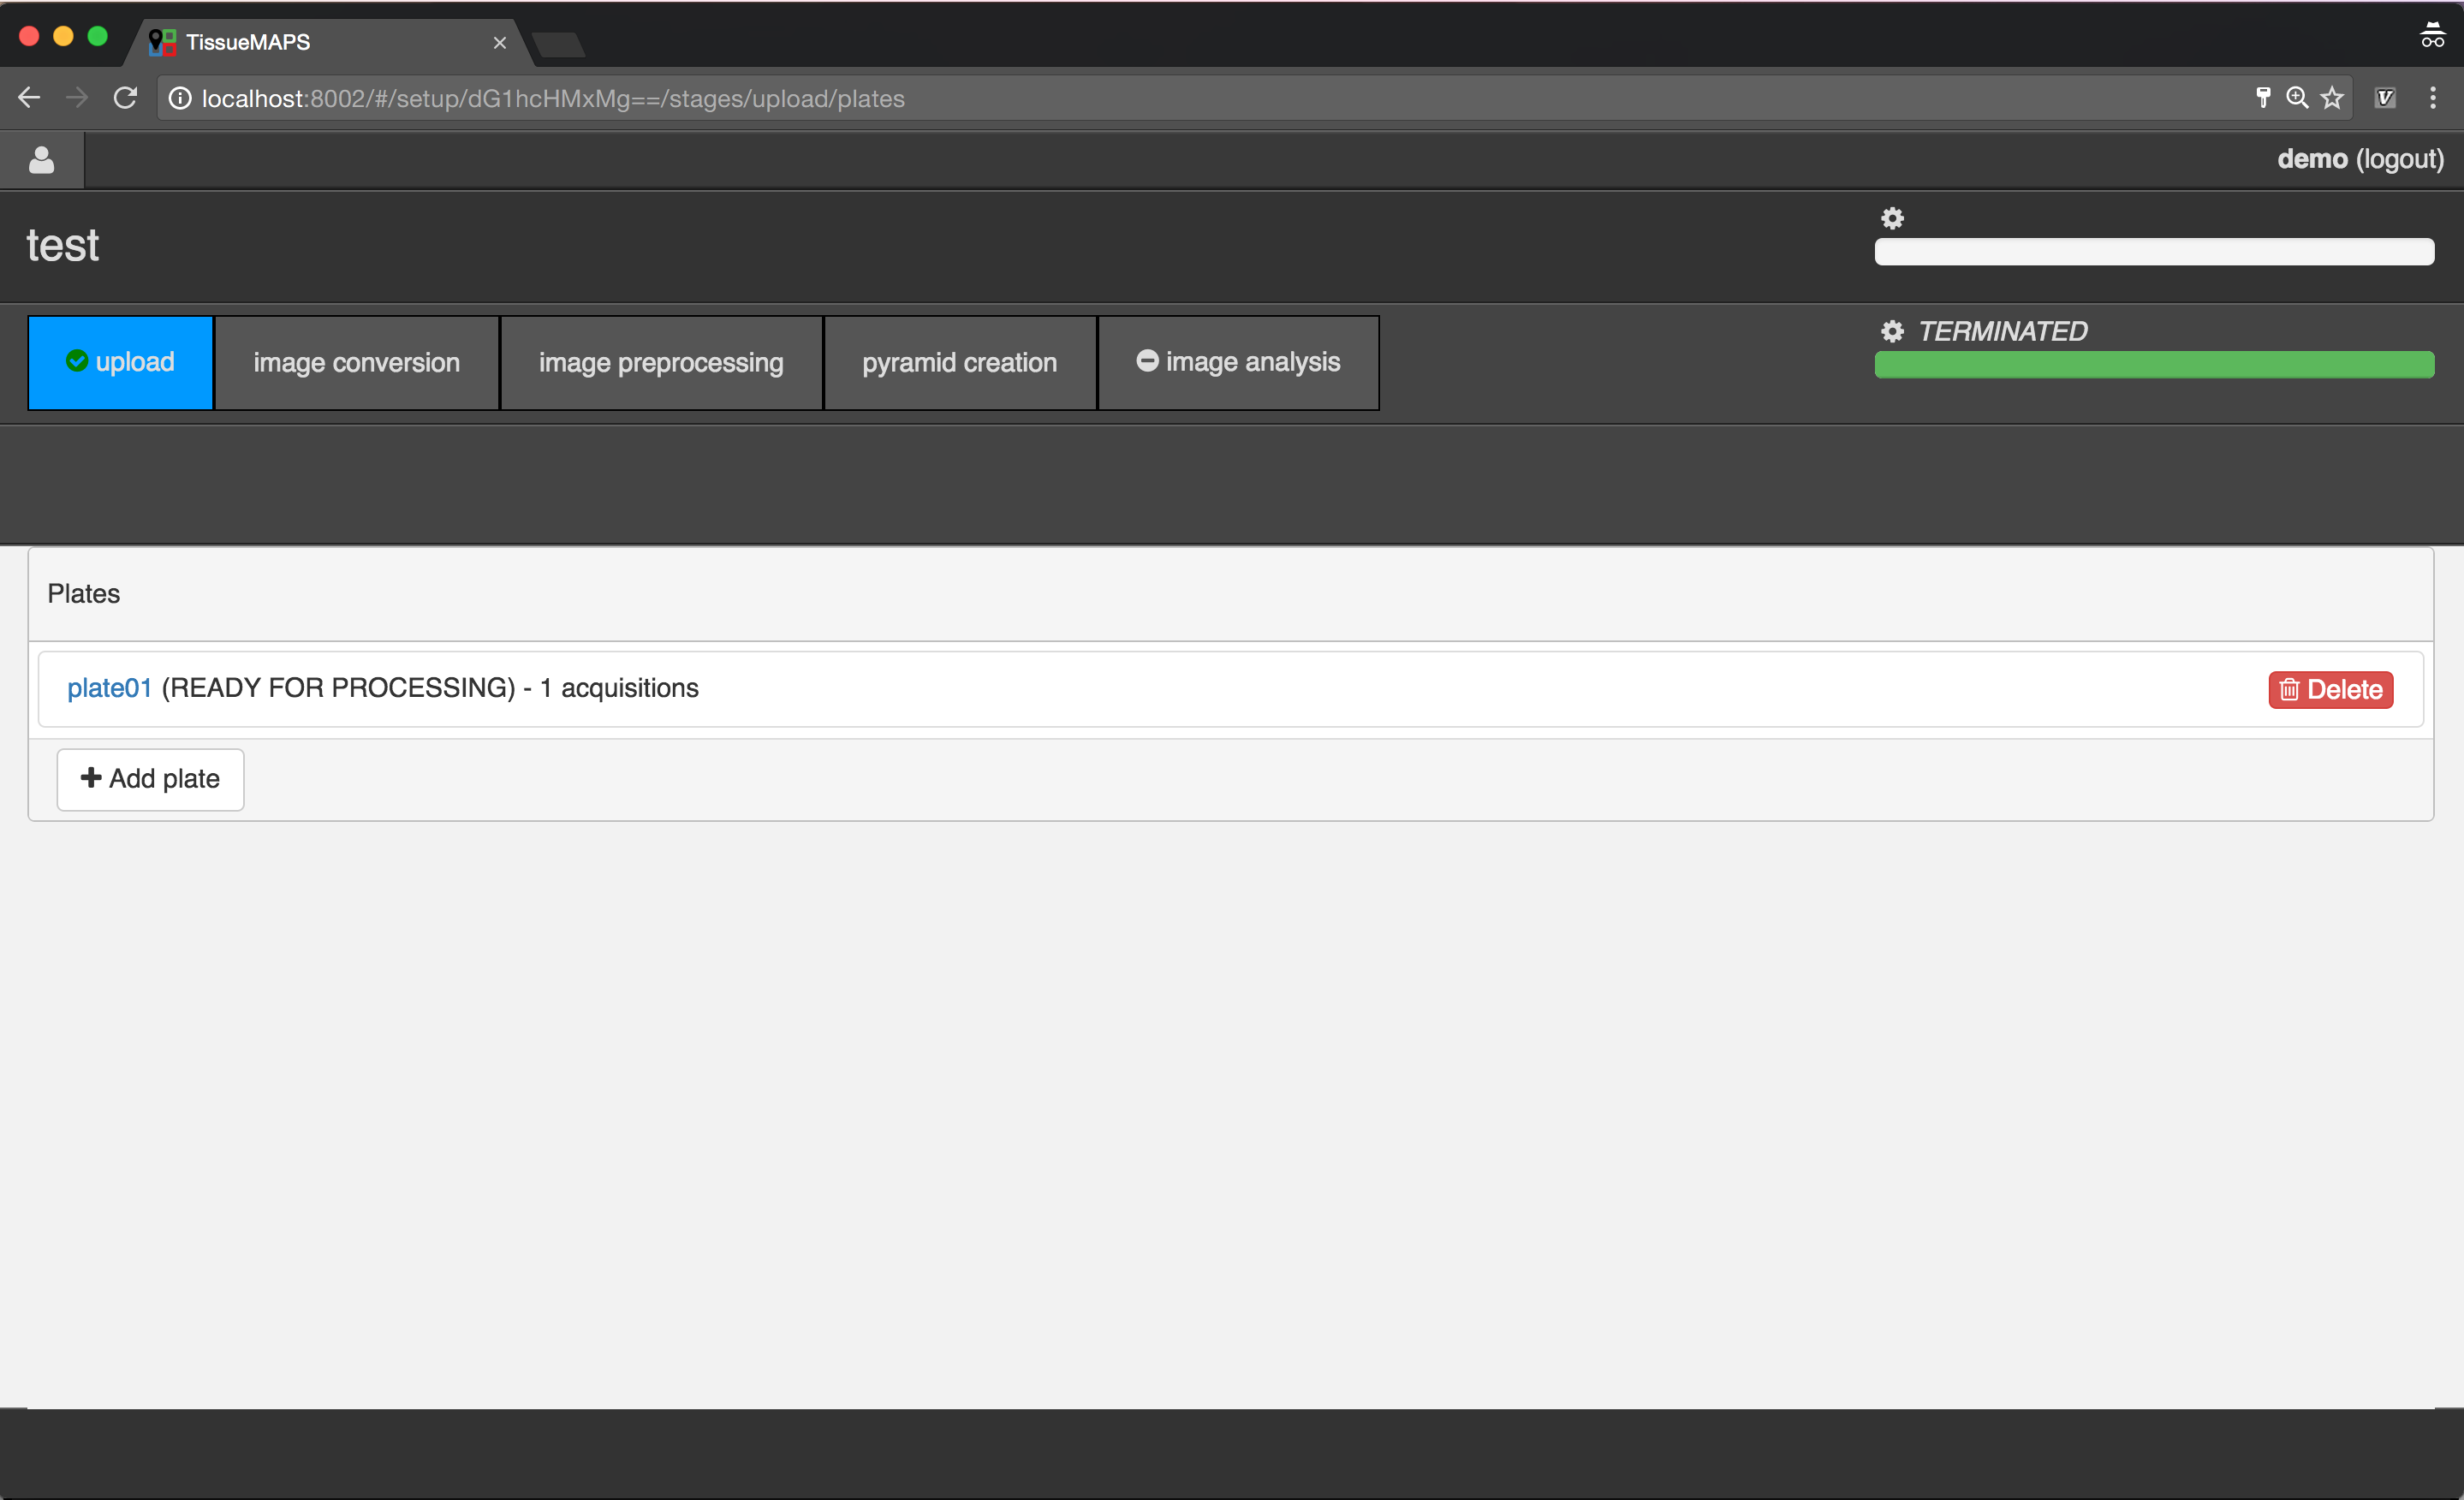 TissueMAPS
localhost:8002/#/setup/dG1hcHMxMg==/stages/upload/plates
demo (logout)
test
upload image conversion image preprocessing pyramid creation image analysis
TERMINATED
Plates
plate01 (READY FOR PROCESSING) - 1 acquisitions
Delete
Add plate